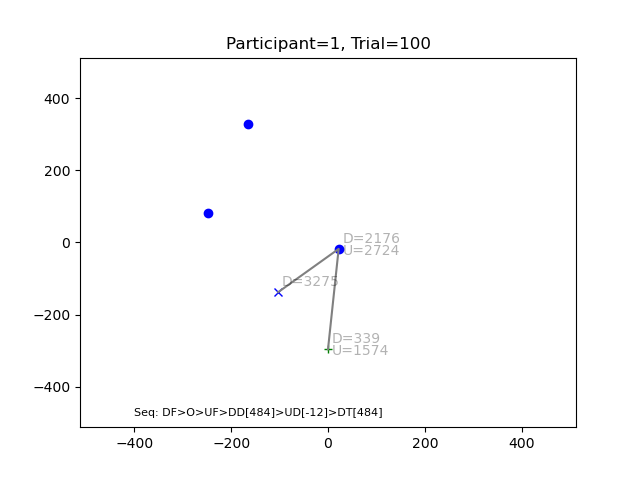 Participant=1, Trial=100
400
200
0
−200
−400
D=2176
U=2724
D=3275
D=339
U=1574
Seq: DF>O>UF>DD[484]>UD[-12]>DT[484]
−400
−200
0
200
400